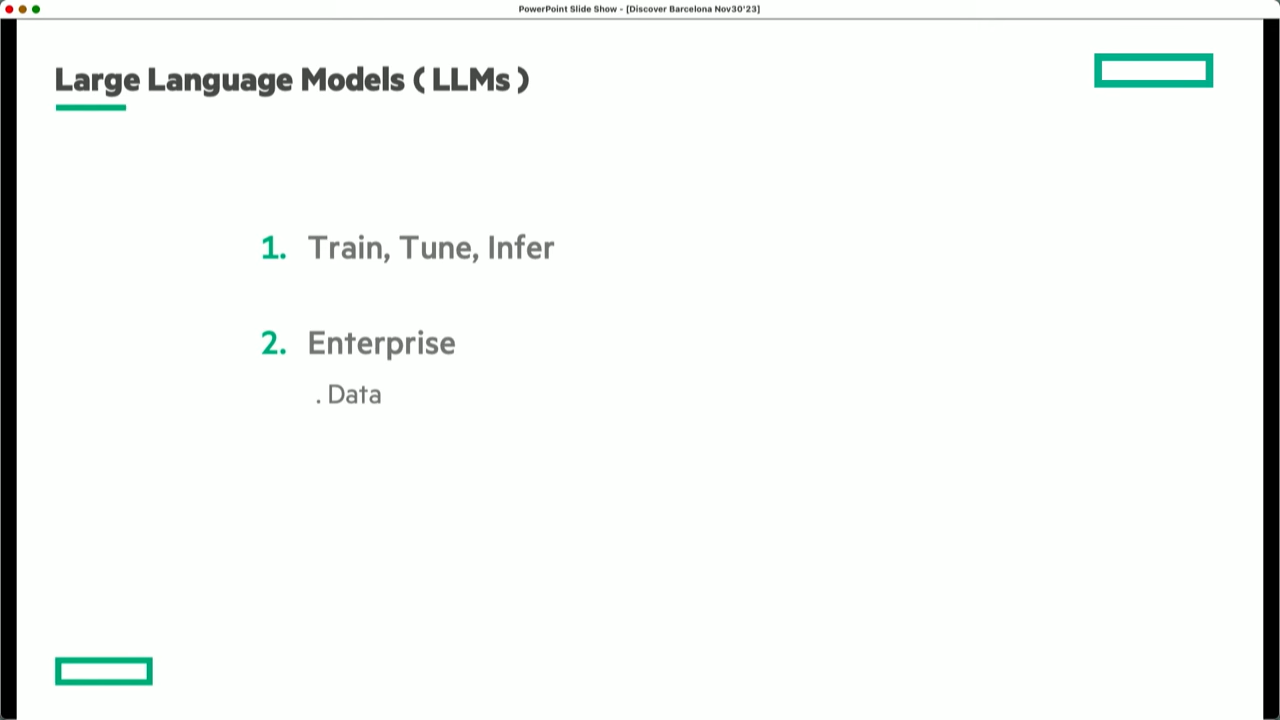 PowerPoint Slide Show - [Discover Barcelona Nov30'23]
Large Language Models ( LLMs )
1. Train, Tune, Infer
2. Enterprise
. Data